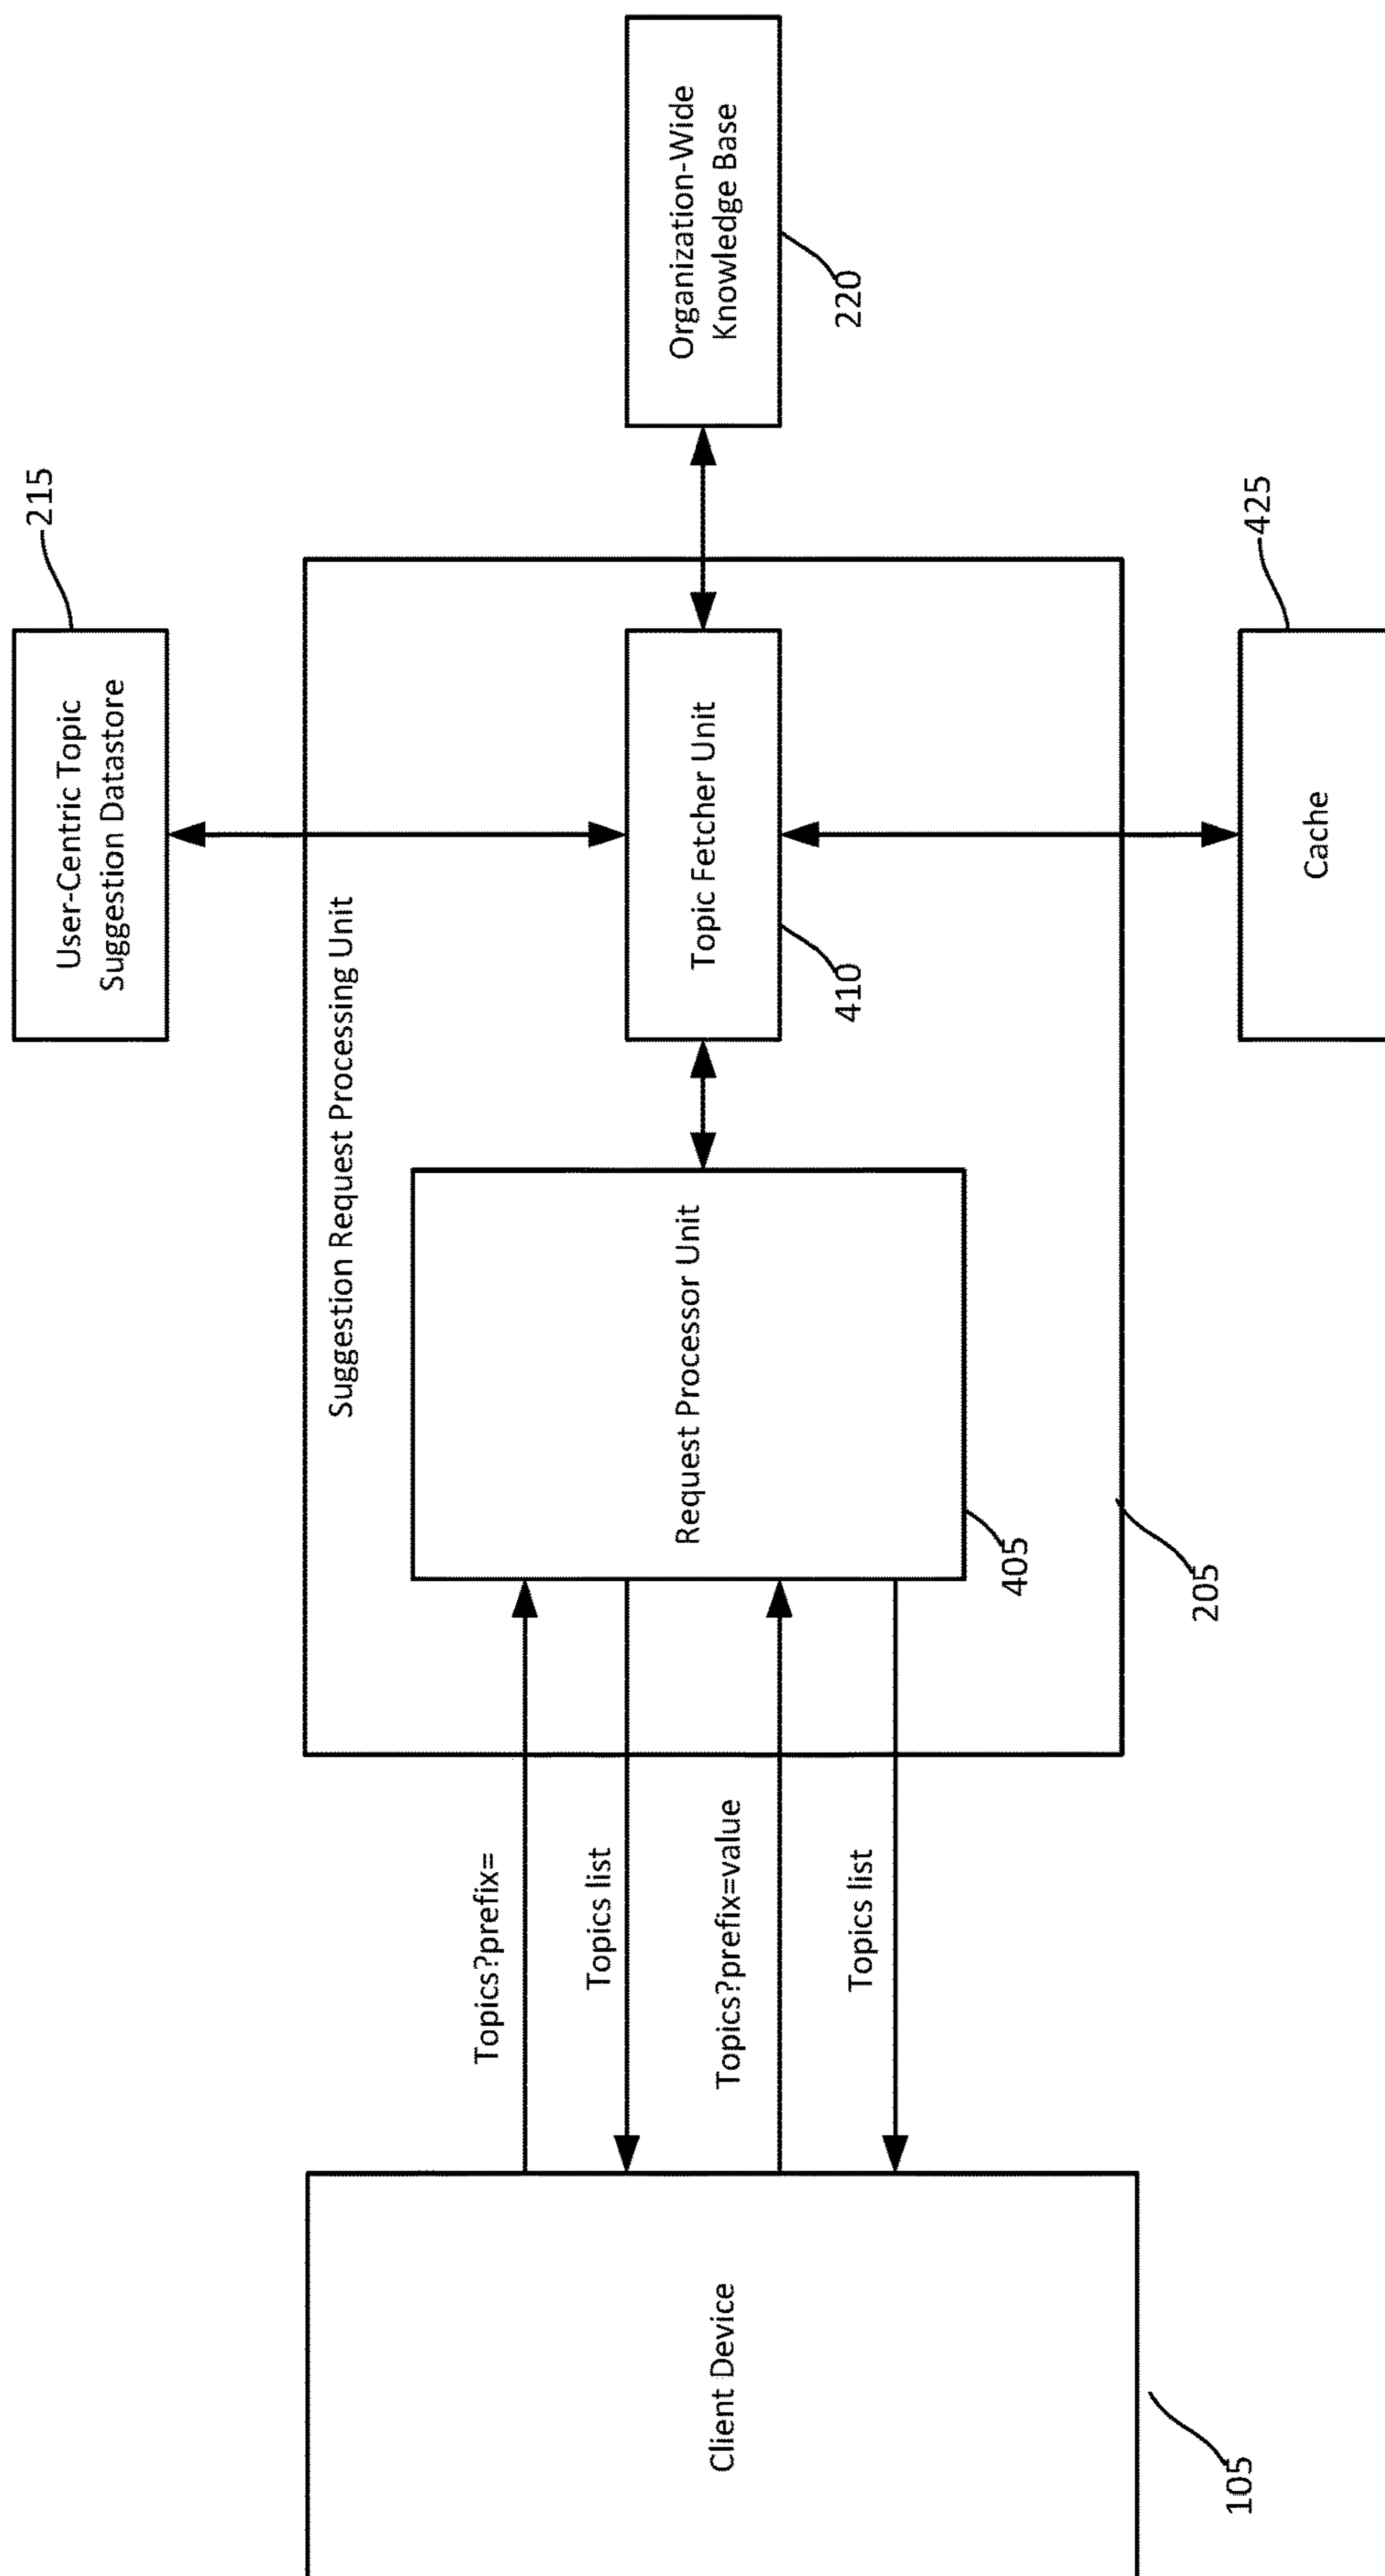 User-Centric Topic
Suggestion Datastore
215
Suggestion Request Processing Unit
Topics?prefix=
Topics list
Topics?prefix=value
Topics list
Client Device
105
Request Processor Unit
405
Topic Fetcher Unit
410
Organization-Wide
Knowledge Base
220
205
Cache
425